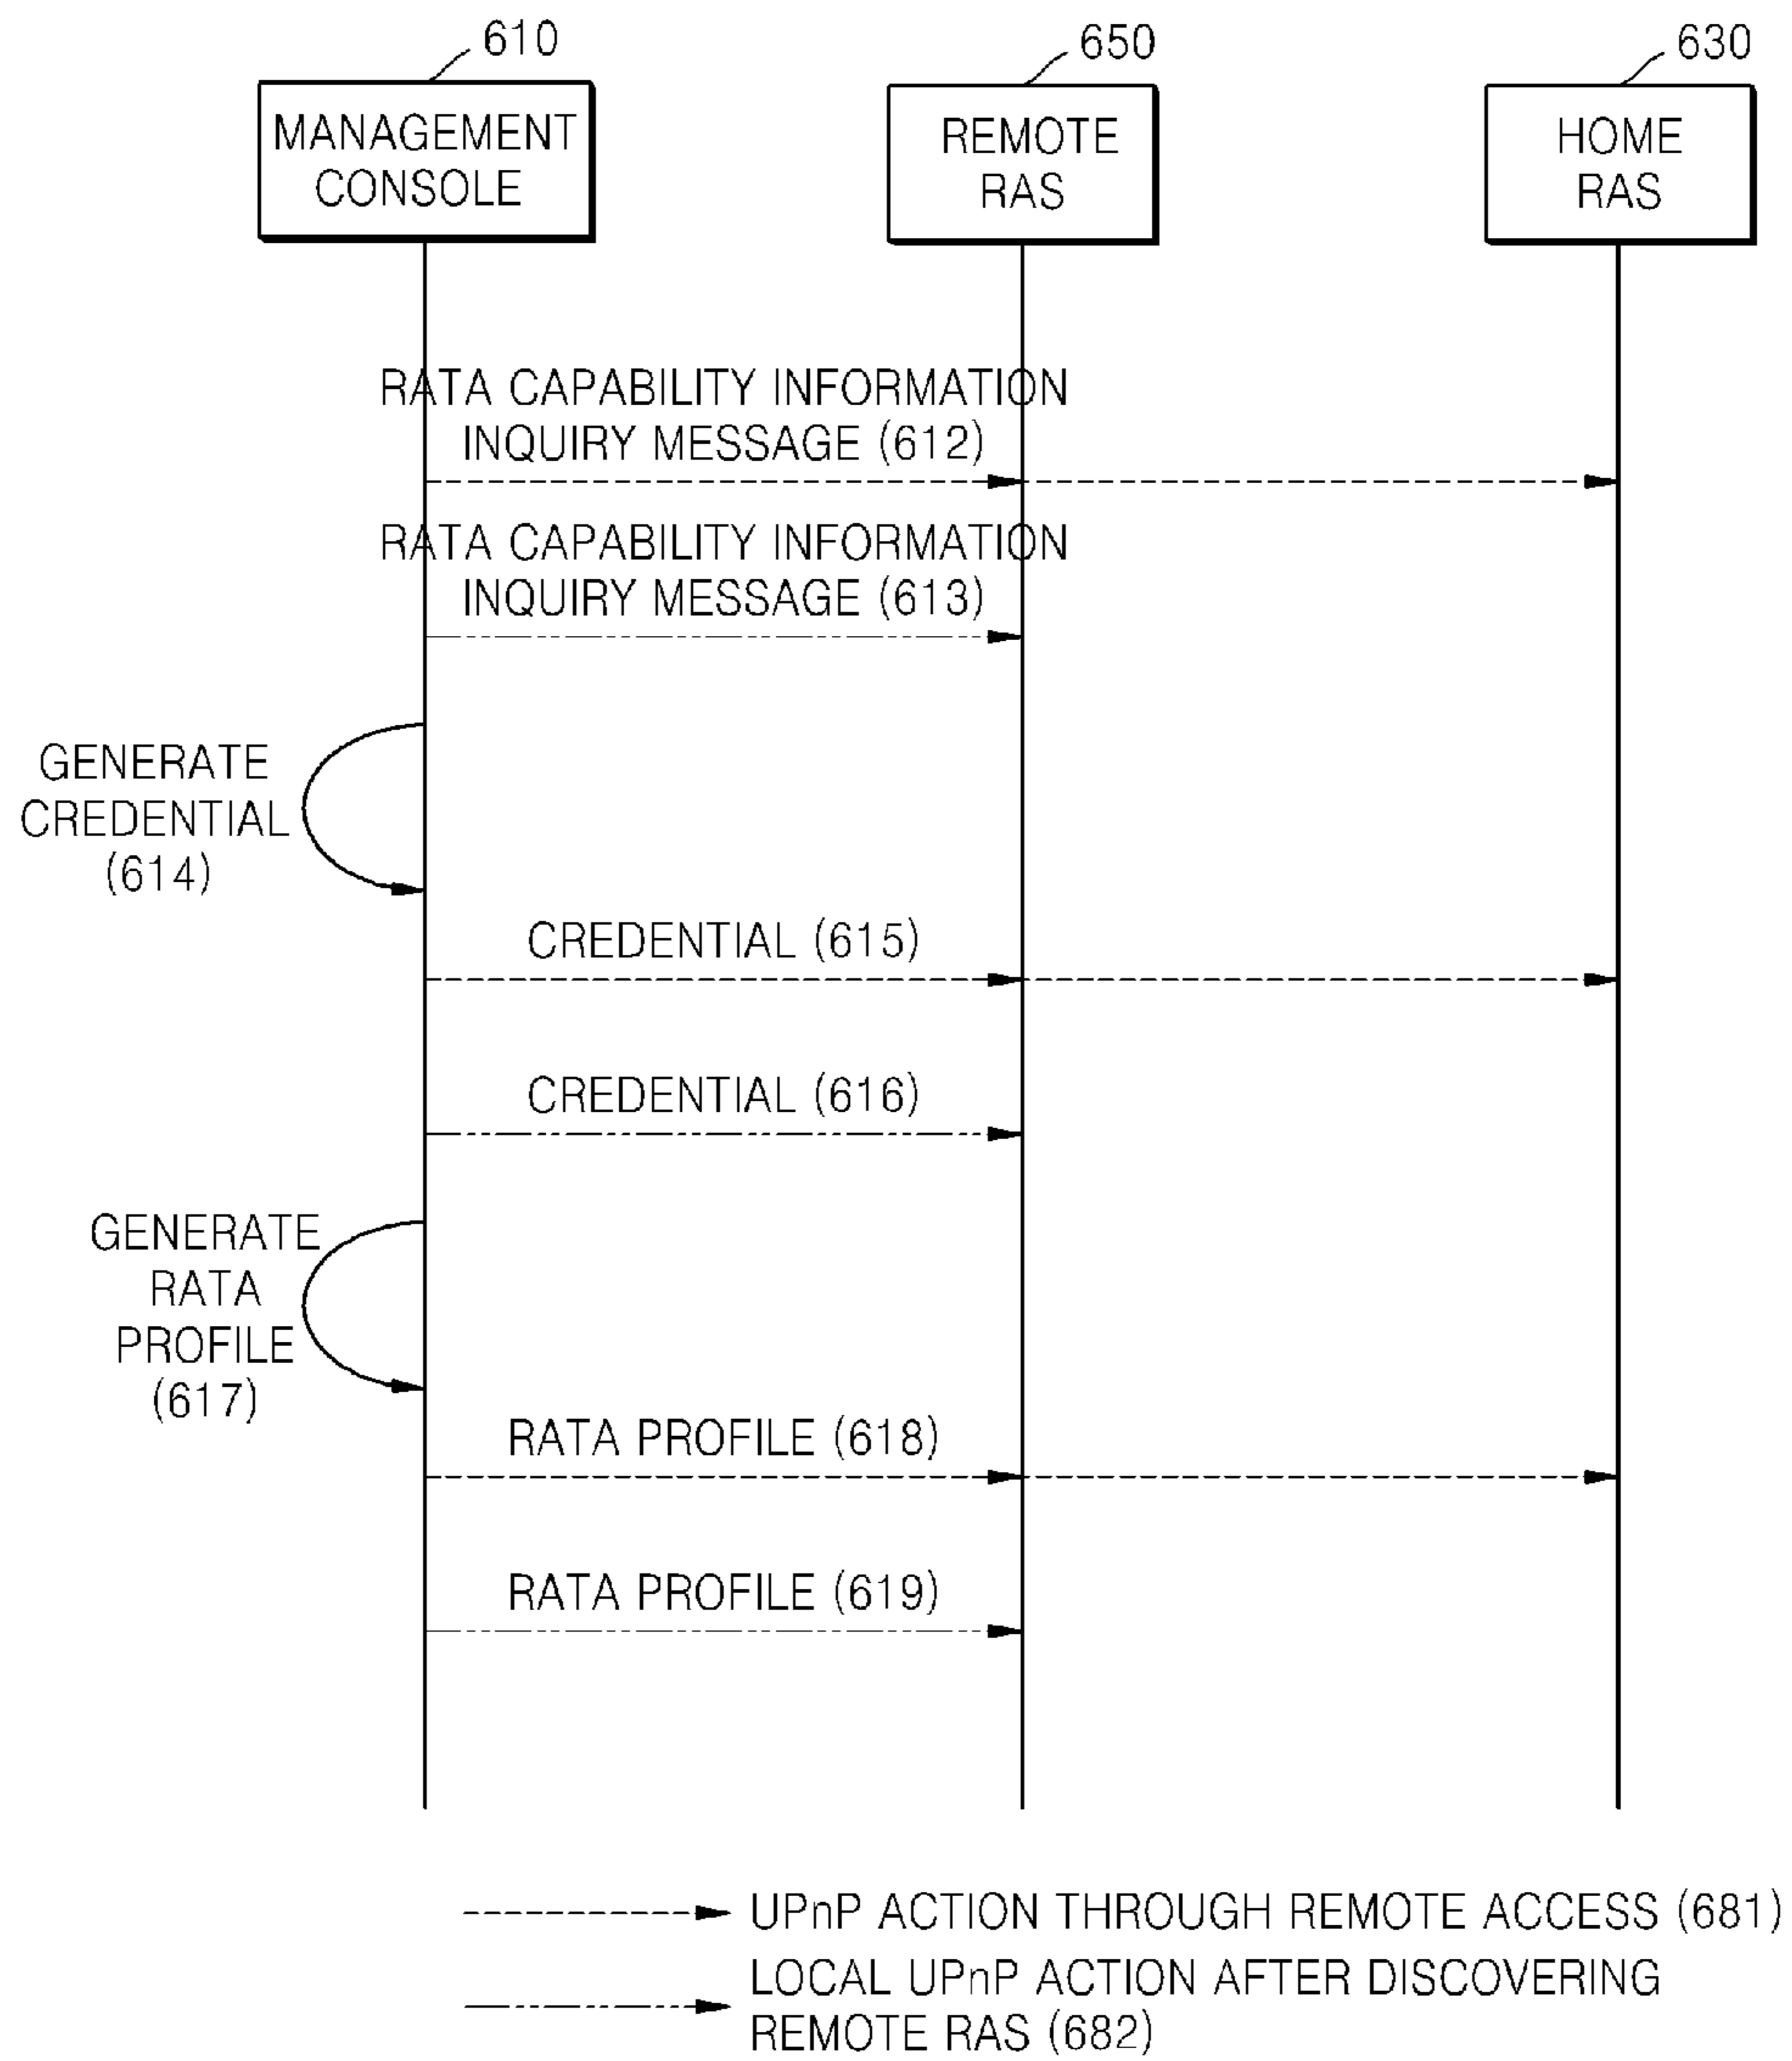 610
650
630
MANAGEMENT
CONSOLE
REMOTE
RAS
HOME
RAS
RATA CAPABILITY INFORMATION
INQUIRY MESSAGE (612)
RATA CAPABILITY INFORMATION
INQUIRY MESSAGE (613)
GENERATE
CREDENTIAL
(614)
CREDENTIAL (615)
CREDENTIAL (616)
GENERATE
RATA
PROFILE
(617)
RATA PROFILE (618)
RATA PROFILE (619)
UPnP ACTION THROUGH REMOTE ACCESS (681)
LOCAL UPnP ACTION AFTER DISCOVERING
REMOTE RAS (682)